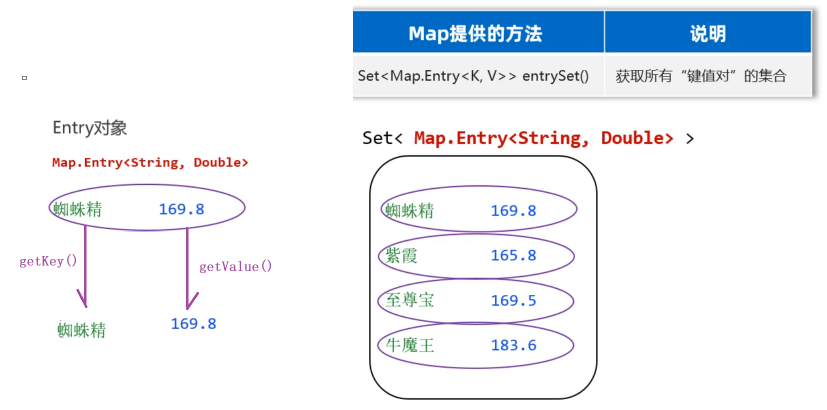 Map提供的方法 说明
Set<Map.Entry<K, V>> entrySet() 获取所有“键值对”的集合
Entry对象
Map.Entry<String, Double>
蜘蛛精 169.8
getKey()
getValue()
蜘蛛精 169.8
Set< Map.Entry<String, Double> >
蜘蛛精 169.8
紫霞 165.8
至尊宝 169.5
牛魔王 183.6